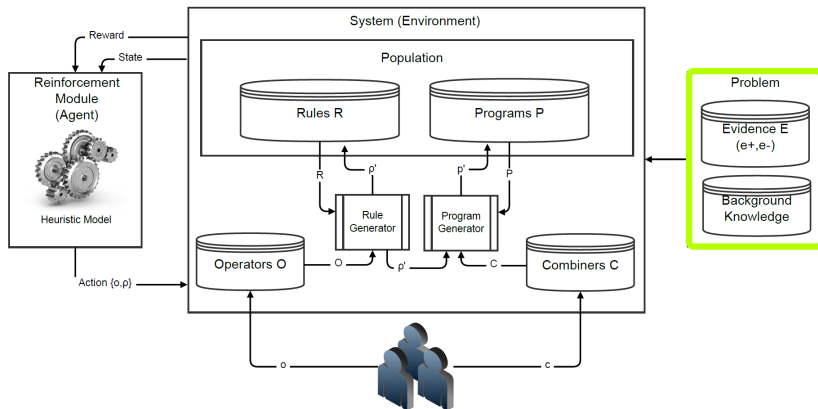 System (Environment)
Reward
State
Population
Reinforcement
Module
(Agent)
Heuristic Model
Rules R
Programs P
Problem
Evidence E
(e+,e-)
Background
Knowledge
R
ρ'
p'
P
Rule
Generator
Program
Generator
Operators O
O
ρ'
C
Combiners C
Action {o,ρ}
o
c